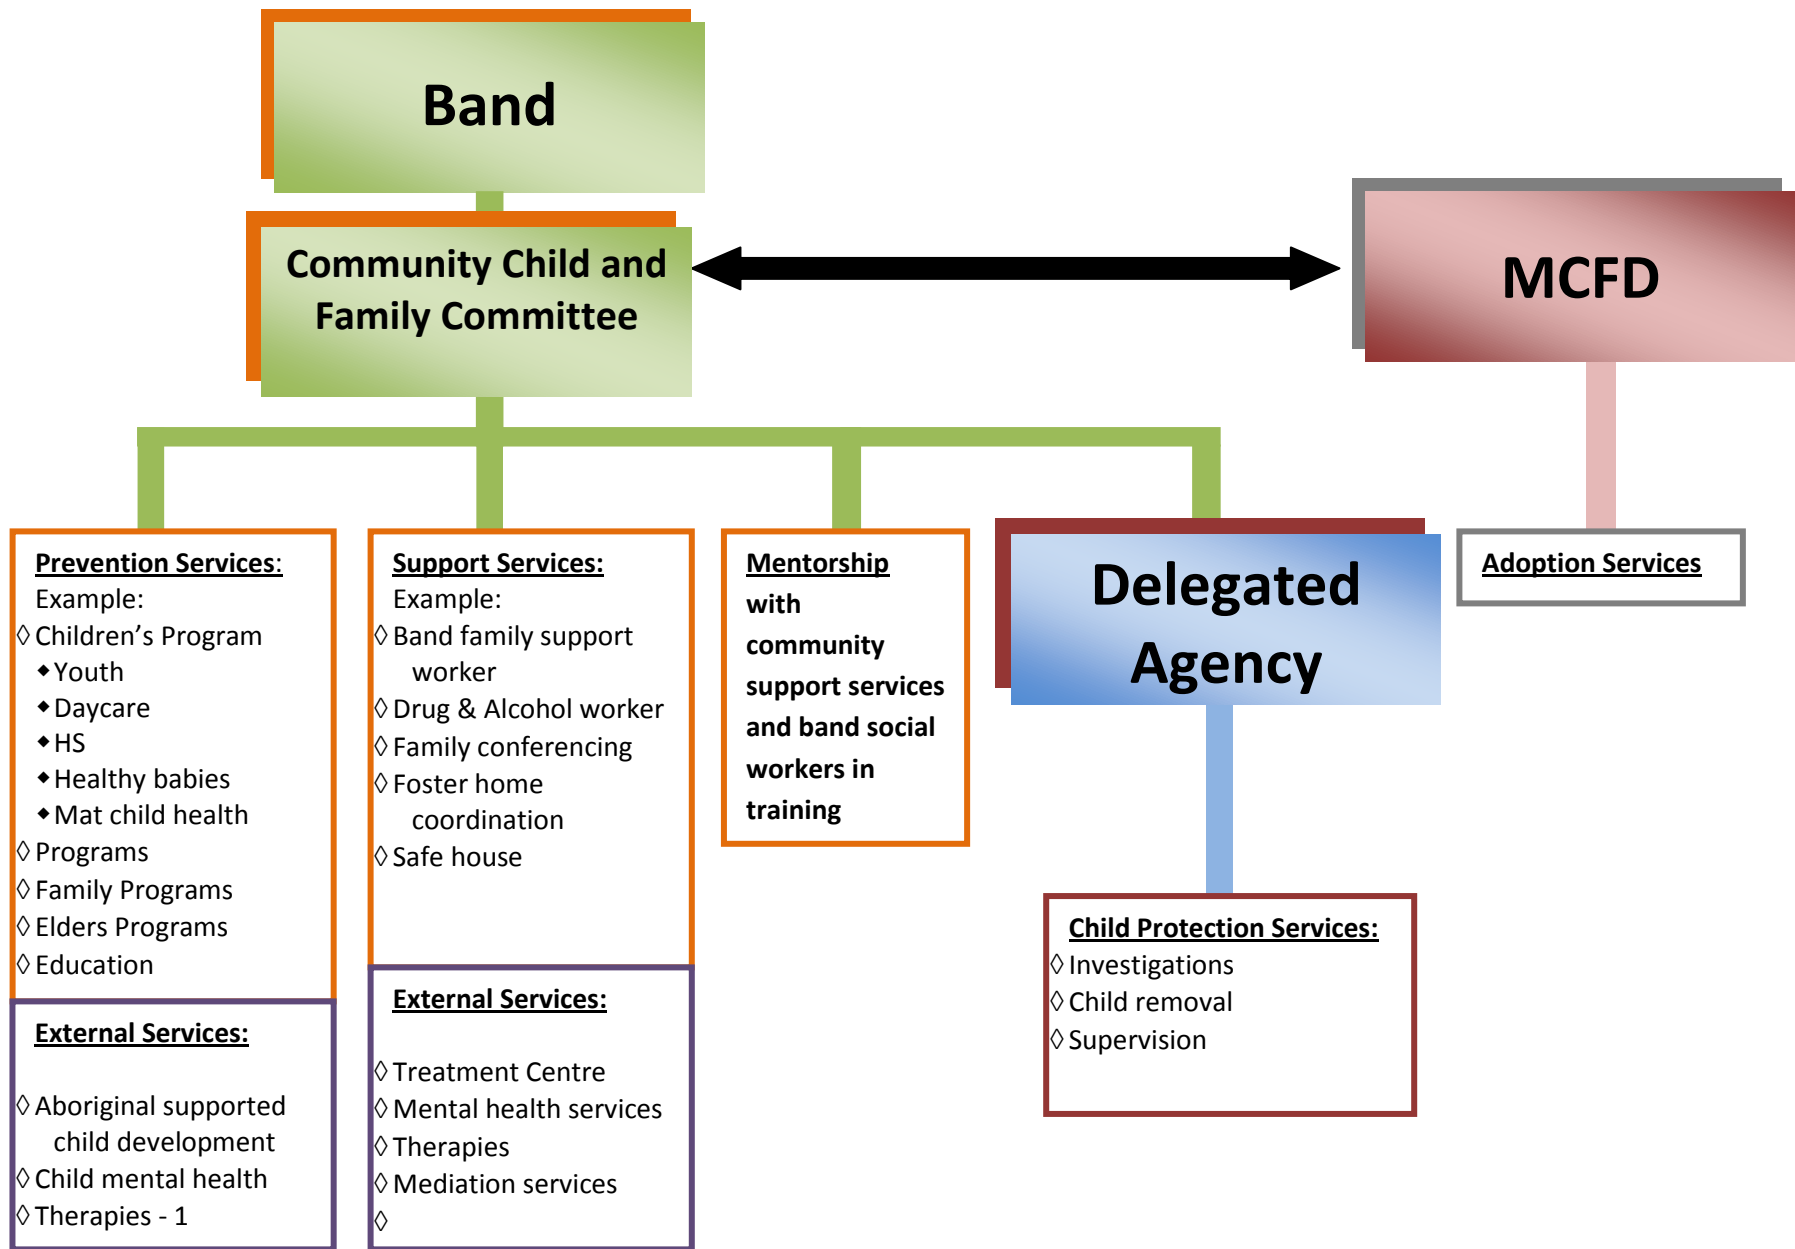 Band
Community Child and
Family Committee
MCFD
Prevention Services:
Example:
◊ Children’s Program
◆ Youth
◆ Daycare
◆ HS
◆ Healthy babies
◆ Mat child health
◊ Programs
◊ Family Programs
◊ Elders Programs
◊ Education
External Services:
◊ Aboriginal supported
child development
◊ Child mental health
◊ Therapies - 1
Support Services:
Example:
◊ Band family support
worker
◊ Drug & Alcohol worker
◊ Family conferencing
◊ Foster home
coordination
◊ Safe house
External Services:
◊ Treatment Centre
◊ Mental health services
◊ Therapies
◊ Mediation services
◊
Mentorship
with
community
support services
and band social
workers in
training
Delegated
Agency
Child Protection Services:
◊ Investigations
◊ Child removal
◊ Supervision
Adoption Services